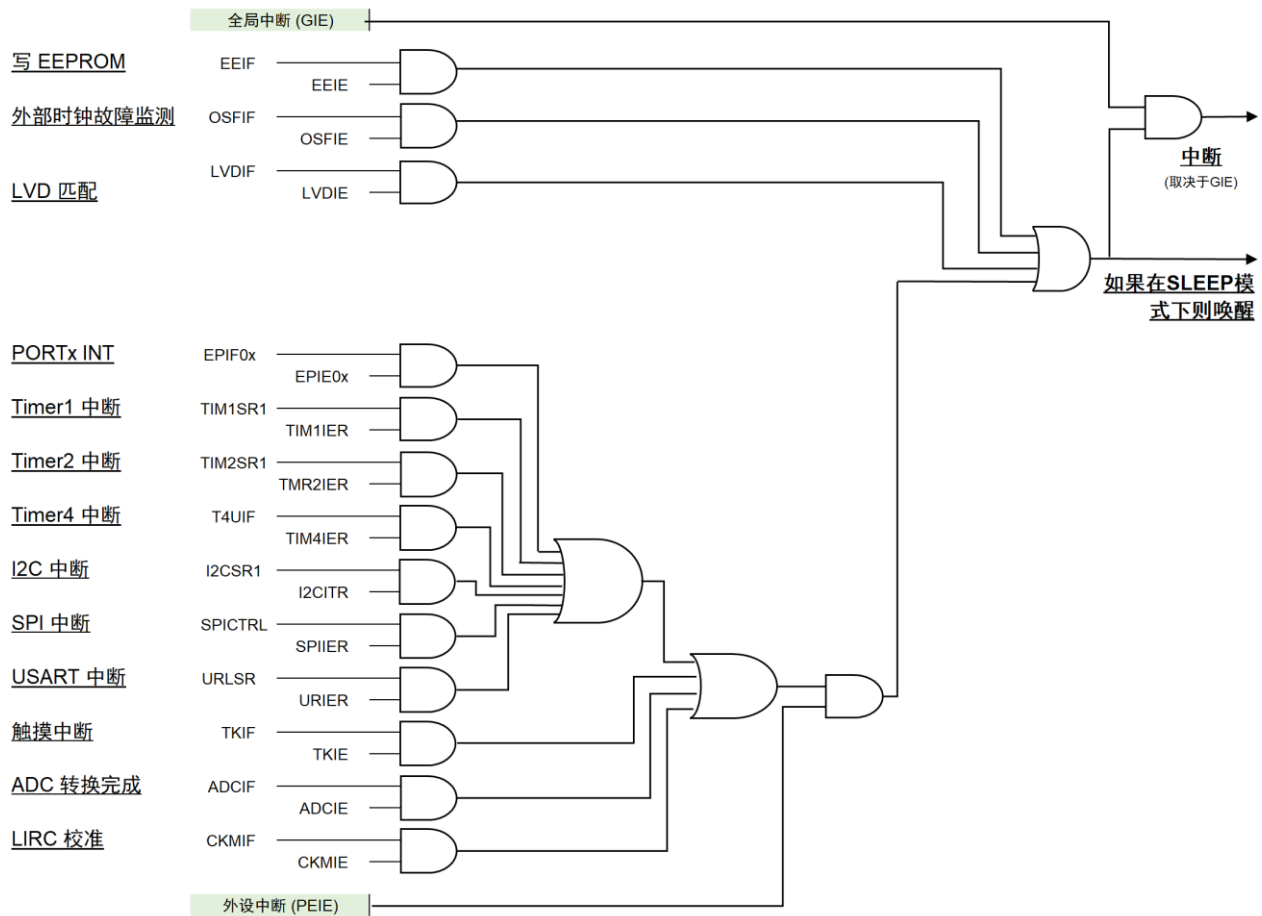 全局中断 (GIE)
写 EEPROM
EEIF
EEIE
外部时钟故障监测
OSFIF
OSFIE
LVD 匹配
LVDIF
LVDIE
中断
(取决于GIE)
如果在SLEEP模
式下则唤醒
PORTx INT
EPIF0x
EPIE0x
Timer1 中断
TIM1SR1
TIM1IER
Timer2 中断
TIM2SR1
TMR2IER
Timer4 中断
T4UIF
TIM4IER
I2C 中断
I2CSR1
I2CITR
SPI 中断
SPICTRL
SPIIER
USART 中断
URLSR
URIER
触摸中断
TKIF
TKIE
ADC 转换完成
ADCIF
ADCIE
LIRC 校准
CKMIF
CKMIE
外设中断 (PEIE)